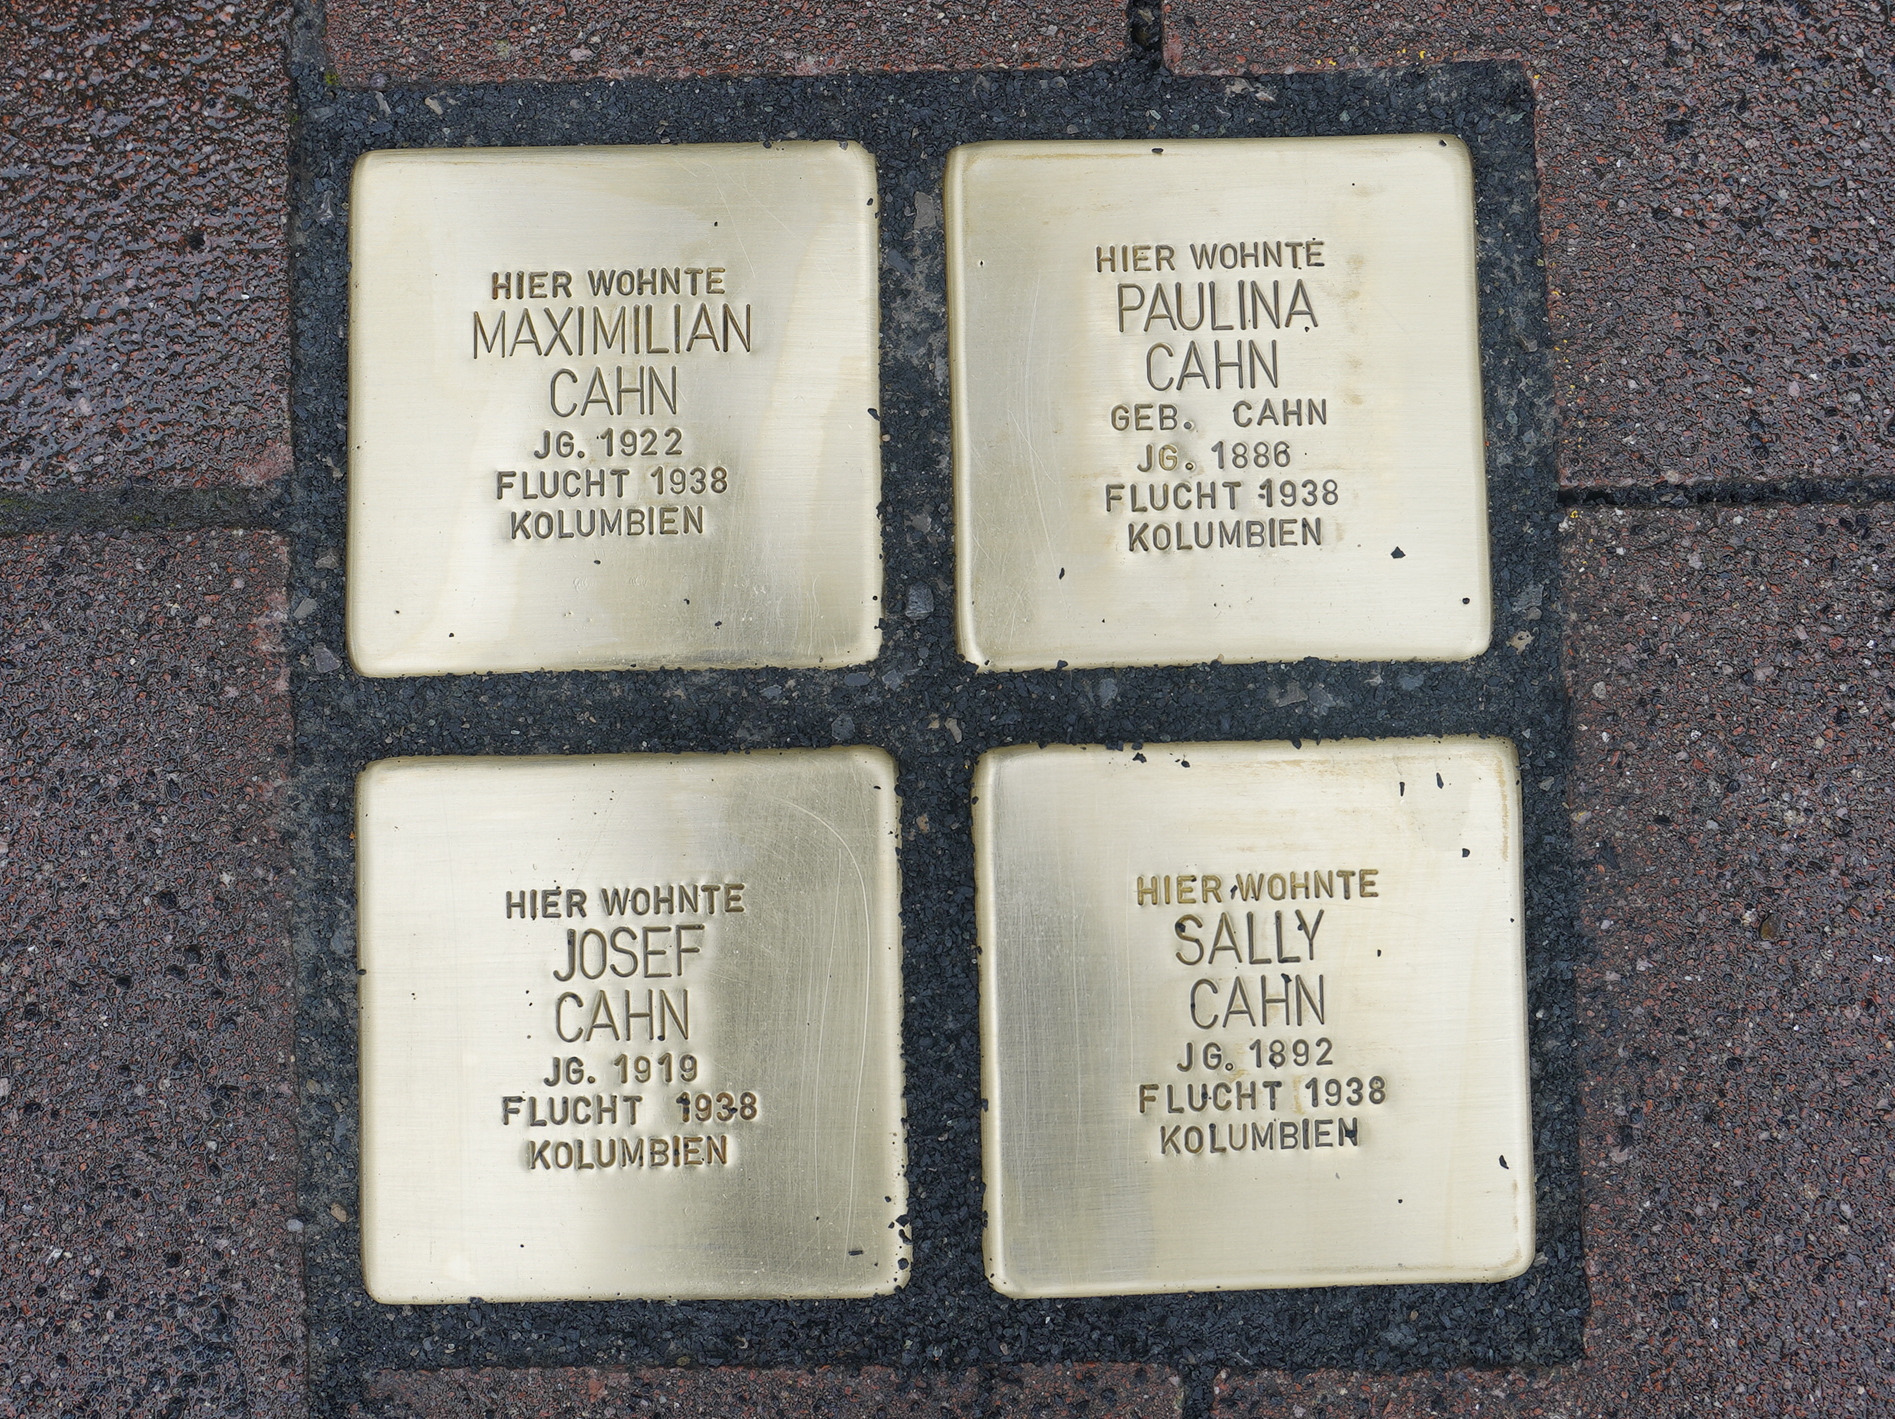 HIER WOHNTE
MAXIMILIAN
CAHN
JG. 1922
FLUCHT 1938
KOLUMBIEN
HIER WOHNTE
PAULINA
CAHN
GEB. CAHN
JG. 1886
FLUCHT 1938
KOLUMBIEN
HIER WOHNTE
JOSEF
CAHN
JG. 1919
FLUCHT 1938
KOLUMBIEN
HIER WOHNTE
SALLY
CAHN
JG. 1892
FLUCHT 1938
KOLUMBIEN